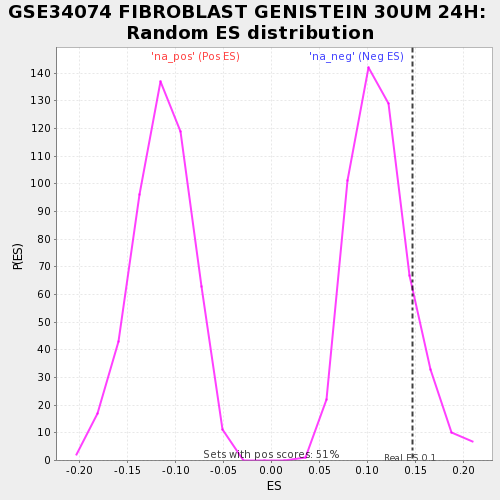 GSE34074 FIBROBLAST GENISTEIN 30UM 24H:
Random ES distribution
'na_pos' (Pos ES) 'na_neg' (Neg ES)
140
130
120
110
100
90
80
70
60
50
40
30
20
10
0
P(ES)
Sets with pos scores: 51%
Real ES 0.1
-0.20 -0.15 -0.10 -0.05 0.00 0.05 0.10 0.15 0.20
ES